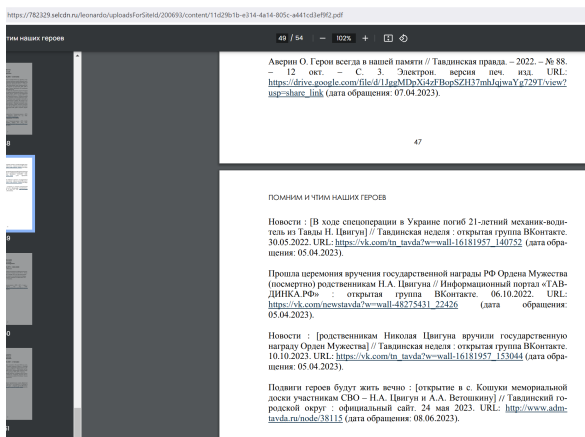 https://782329.selcdn.ru/leonardo/uploadsForSiteId/200693/content/11d29b1b-e314-4a14-805c-a441cd3ef9f2.pdf
тим наших героев
49 / 54 — 102% +
Аверин О. Герои всегда в нашей памяти // Тавдинская правда. – 2022. – № 88.
– 12 окт. – С. 3. Электрон. версия печ. изд. URL:
https://drive.google.com/file/d/1JggMDpXi4zFBopSZH37mhJqjwaYg729T/view?
usp=share_link (дата обращения: 07.04.2023).
47
ПОМНИМ И ЧТИМ НАШИХ ГЕРОЕВ
Новости : [В ходе спецоперации в Украине погиб 21-летний механик-води-
тель из Тавды Н. Цвигун] // Тавдинская неделя : открытая группа ВКонтакте.
30.05.2022. URL: https://vk.com/tn_tavda?w=wall-16181957_140752 (дата обра-
щения: 05.04.2023).
Прошла церемония вручения государственной награды РФ Ордена Мужества
(посмертно) родственникам Н.А. Цвигуна // Информационный портал «ТАВ-
ДИНКА.РФ» : открытая группа ВКонтакте. 06.10.2022. URL:
https://vk.com/newstavda?w=wall-48275431_22426 (дата обращения:
05.04.2023).
Новости : [родственникам Николая Цвигуна вручили государственную
награду Орден Мужества] // Тавдинская неделя : открытая группа ВКонтакте.
10.10.2023. URL: https://vk.com/tn_tavda?w=wall-16181957_153044 (дата обра-
щения: 05.04.2023).
Подвиги героев будут жить вечно : [открытие в с. Кошуки мемориальной
доски участникам СВО – Н.А. Цвигун и А.А. Ветошкину] // Тавдинский го-
родской округ : официальный сайт. 24 мая 2023. URL: http://www.adm-
tavda.ru/node/38115 (дата обращения: 08.06.2023).